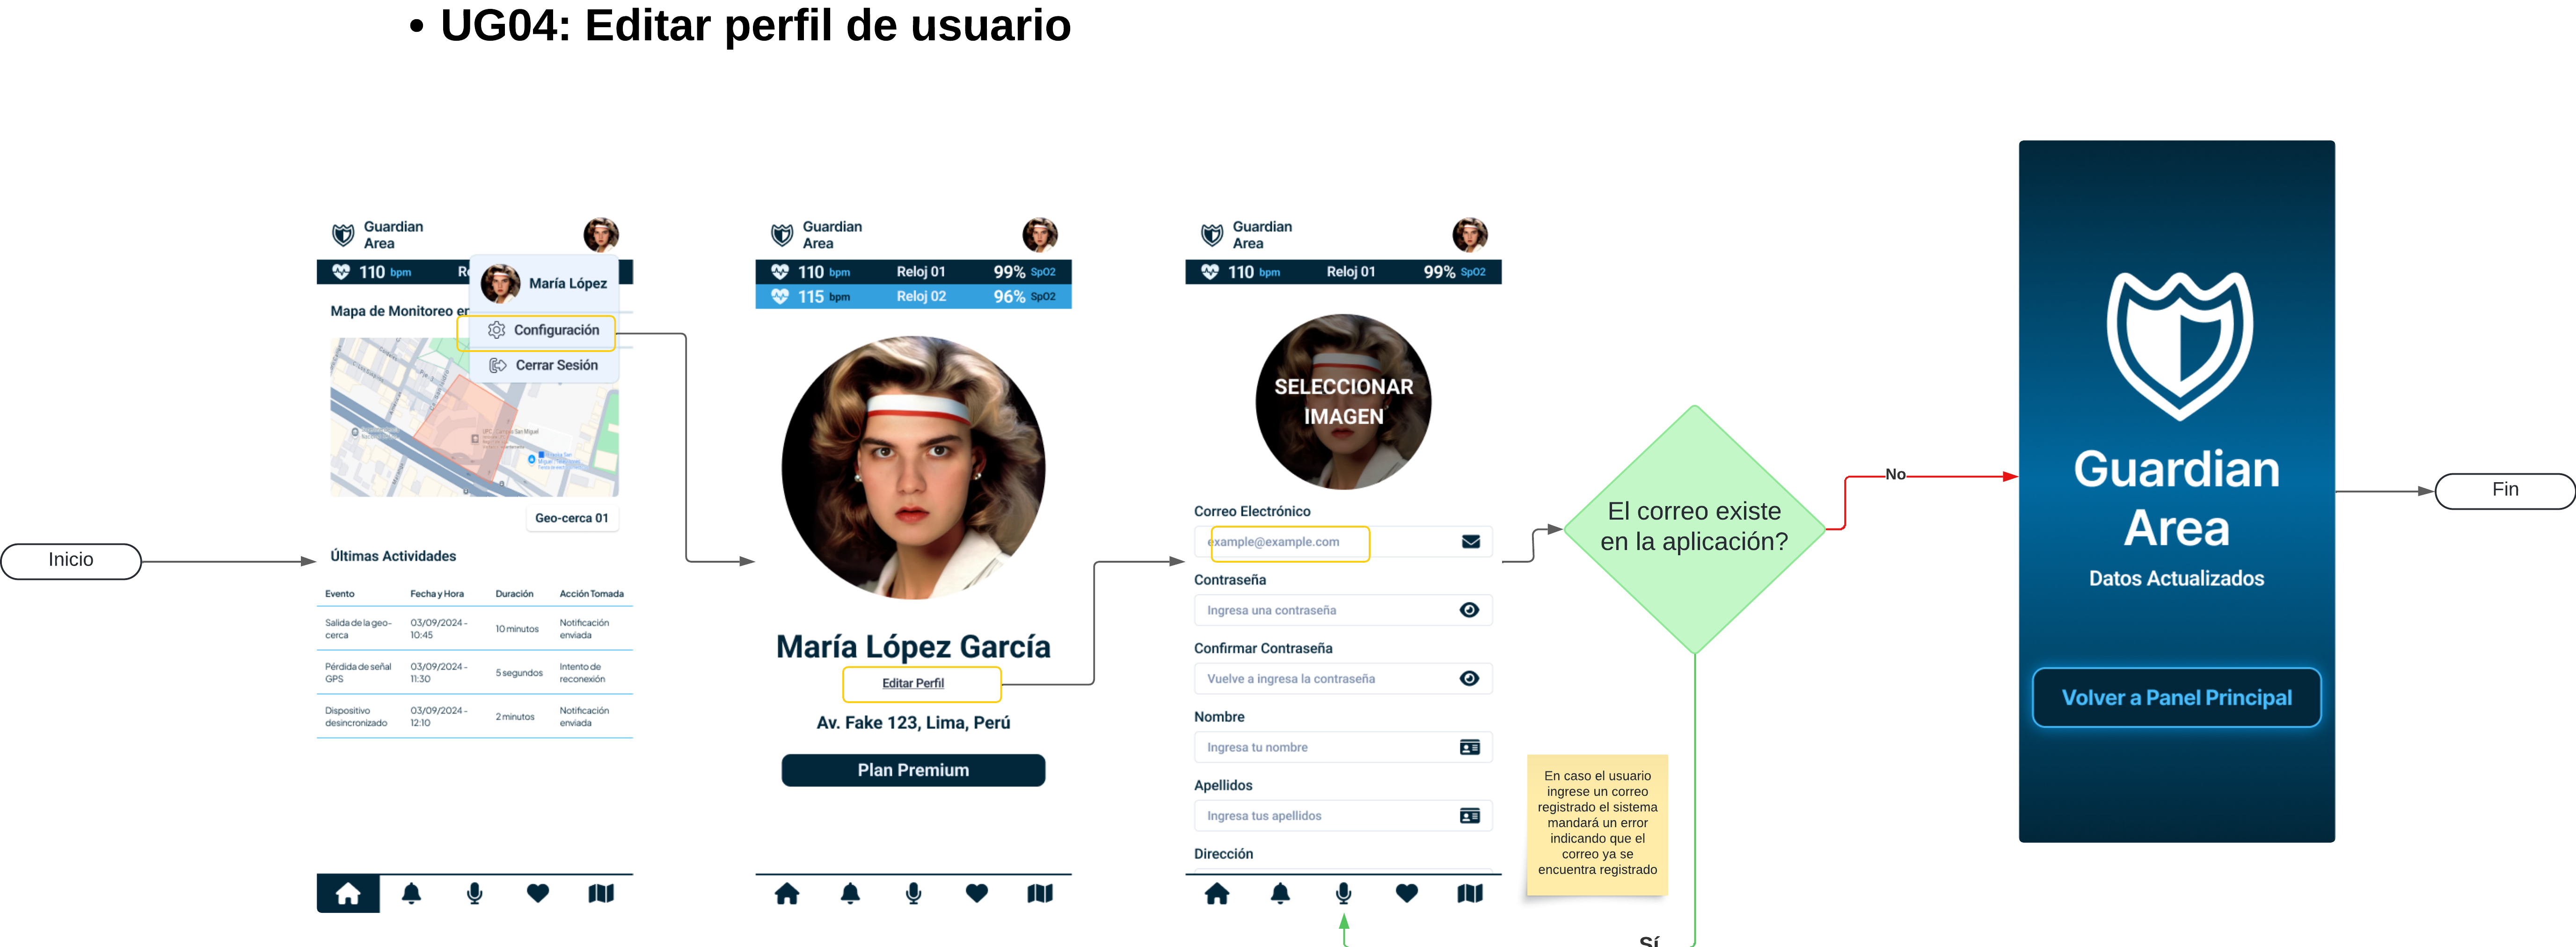 • UG04: Editar perfil de usuario
Inicio
Guardian
Area
110 bpm
María López
Mapa de Monitoreo en
Configuración
Cerrar Sesión
Geo-cerca 01
Últimas Actividades
Evento Fecha y Hora Duración Acción Tomada
Salida de la geo-
cerca
03/09/2024 -
10:45
10 minutos
Notificación
enviada
Pérdida de señal
GPS
03/09/2024 -
11:30
5 segundos
Intento de
reconexión
Dispositivo
desincronizado
03/09/2024 -
12:10
2 minutos
Notificación
enviada
Guardian
Area
110 bpm Reloj 01 99% SpO2
115 bpm Reloj 02 96% SpO2
María López García
Editar Perfil
Av. Fake 123, Lima, Perú
Plan Premium
Guardian
Area
110 bpm Reloj 01 99% SpO2
SELECCIONAR
IMAGEN
Correo Electrónico
example@example.com
Contraseña
Ingresa una contraseña
Confirmar Contraseña
Vuelve a ingresa la contraseña
Nombre
Ingresa tu nombre
Apellidos
Ingresa tus apellidos
Dirección
En caso el usuario
ingrese un correo
registrado el sistema
mandará un error
indicando que el
correo ya se
encuentra registrado
El correo existe
en la aplicación?
No
Sí
Guardian
Area
Datos Actualizados
Volver a Panel Principal
Fin